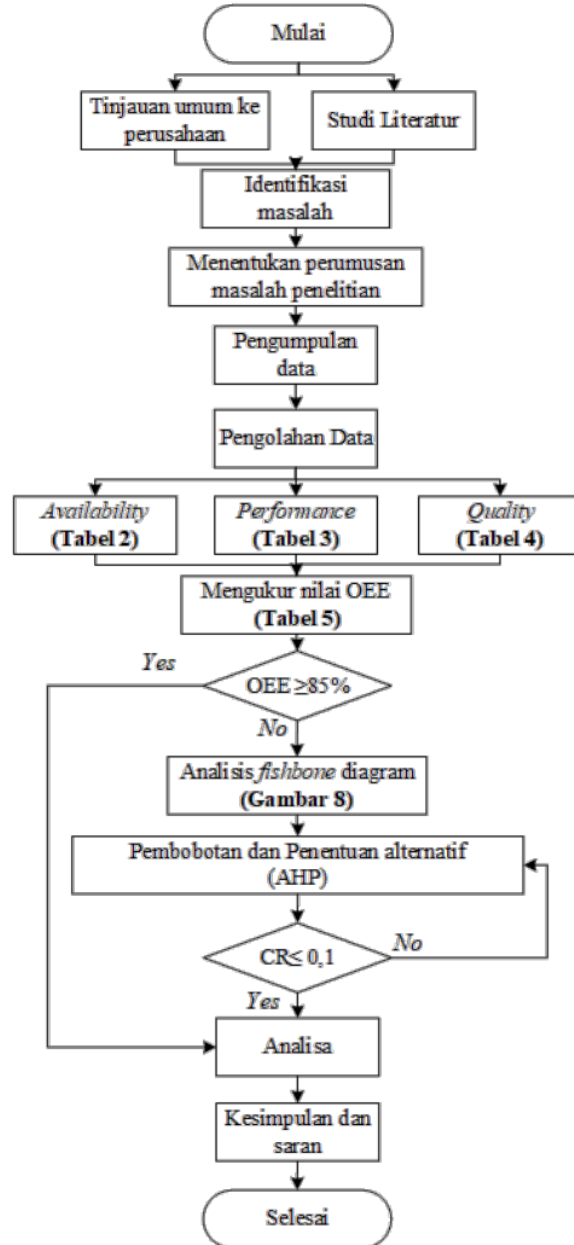 Mulai
Tinjauan umum ke
perusahaan
Studi Literatur
Identifikasi
masalah
Menentukan perumusan
masalah penelitian
Pengumpulan
data
Pengolahan Data
Availability
(Tabel 2)
Performance
(Tabel 3)
Quality
(Tabel 4)
Mengukur nilai OEE
(Tabel 5)
Yes
OEE ≥85%
No
Analisis fishbone diagram
(Gambar 8)
Pembobotan dan Penentuan alternatif
(AHP)
CR≤ 0,1
No
Yes
Analisa
Kesimpulan dan
saran
Selesai